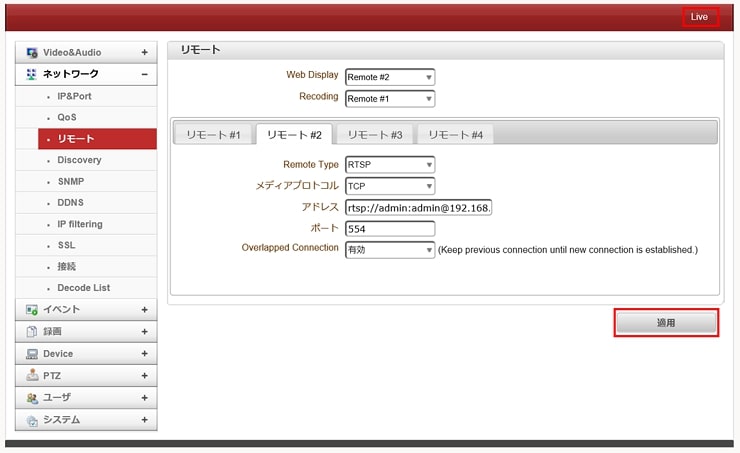 Live
Video&Audio +
ネットワーク −
IP&Port
QoS
リモート
Discovery
SNMP
DDNS
IP filtering
SSL
接続
Decode List
イベント +
録画 +
Device +
PTZ +
ユーザ +
システム +
リモート
Web Display Remote #2
Recoding Remote #1
リモート #1 リモート #2 リモート #3 リモート #4
Remote Type RTSP
メディアプロトコル TCP
アドレス rtsp://admin:admin@192.168.
ポート 554
Overlapped Connection 有効 (Keep previous connection until new connection is established.)
適用